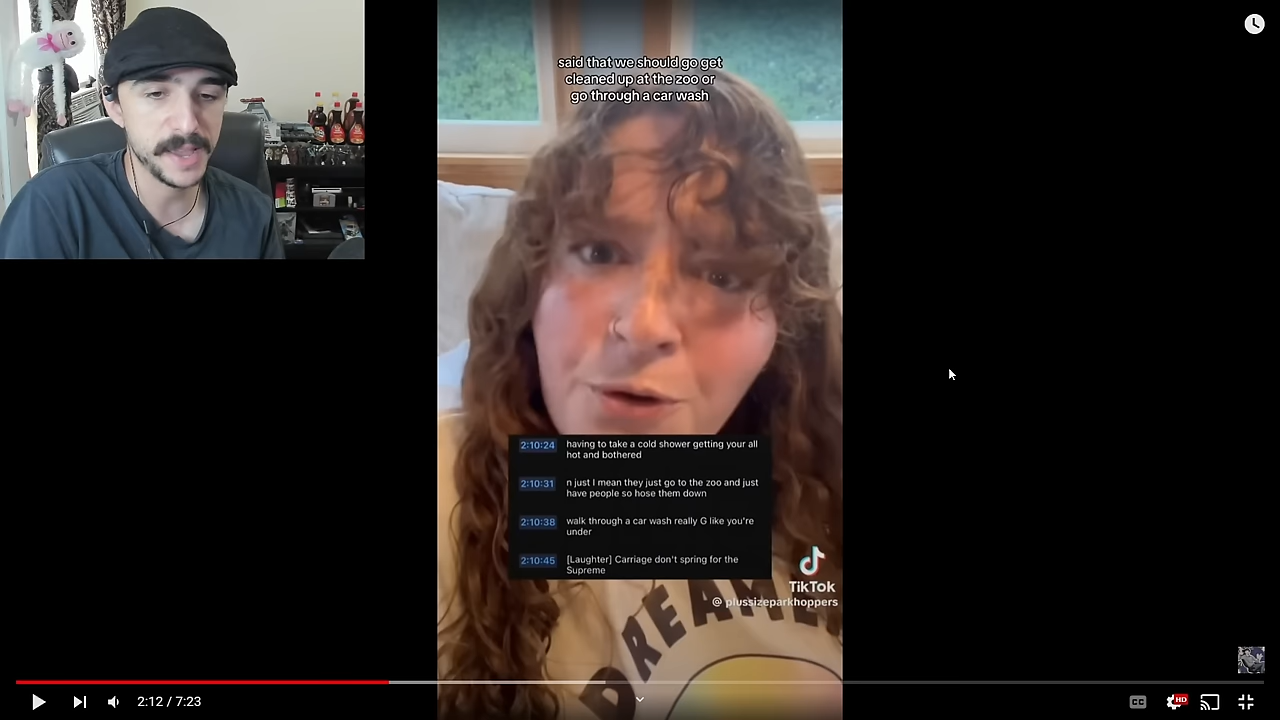 said that we should go get
cleaned up at the zoo or
go through a car wash
2:10:24 having to take a cold shower getting your all
hot and bothered
2:10:31 n just I mean they just go to the zoo and just
have people so hose them down
2:10:38 walk through a car wash really G like you're
under
2:10:45 [Laughter] Carriage don't spring for the
Supreme
TikTok
@ plussizeparkhoppers
DREAMER
2:12 / 7:23
CC
HD